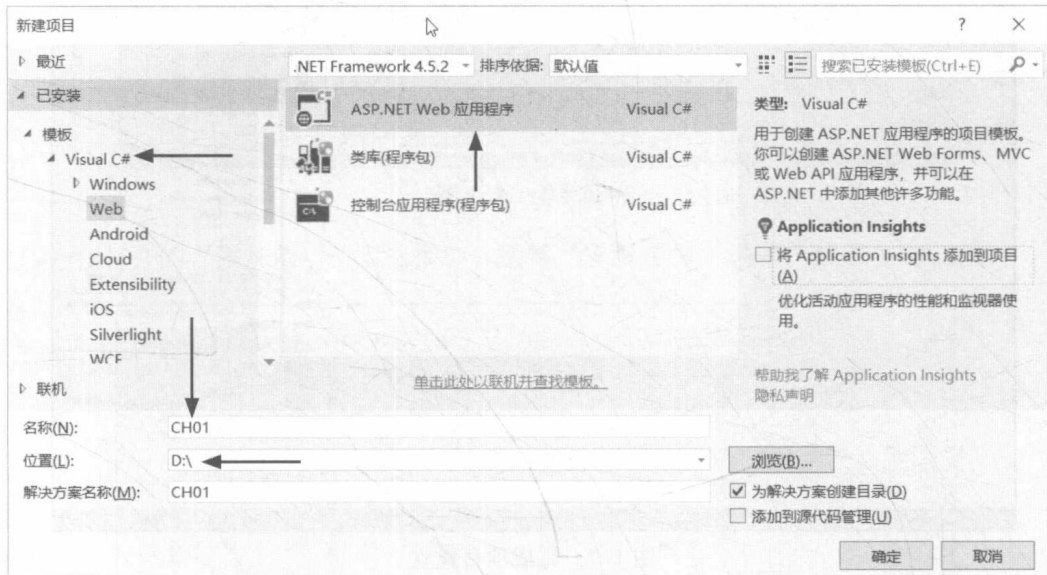 新建项目
?
最近
.NET Framework 4.5.2
排序依据:
默认值
搜索已安装模板(Ctrl+E)
已安装
模板
Visual C#
Windows
Web
Android
Cloud
Extensibility
iOS
Silverlight
WCF
联机
ASP.NET Web 应用程序
Visual C#
类库(程序包)
Visual C#
控制台应用程序(程序包)
Visual C#
单击此处以联机并查找模板。
类型: Visual C#
用于创建 ASP.NET 应用程序的项目模板。
你可以创建 ASP.NET Web Forms、MVC
或 Web API 应用程序，并可以在
ASP.NET 中添加其他许多功能。
Application Insights
将 Application Insights 添加到项目
(A)
优化活动应用程序的性能和监视器使
用。
帮助我了解 Application Insights
隐私声明
名称(N):
CH01
位置(L):
D:\
浏览(B)...
解决方案名称(M):
CH01
为解决方案创建目录(D)
添加到源代码管理(U)
确定
取消